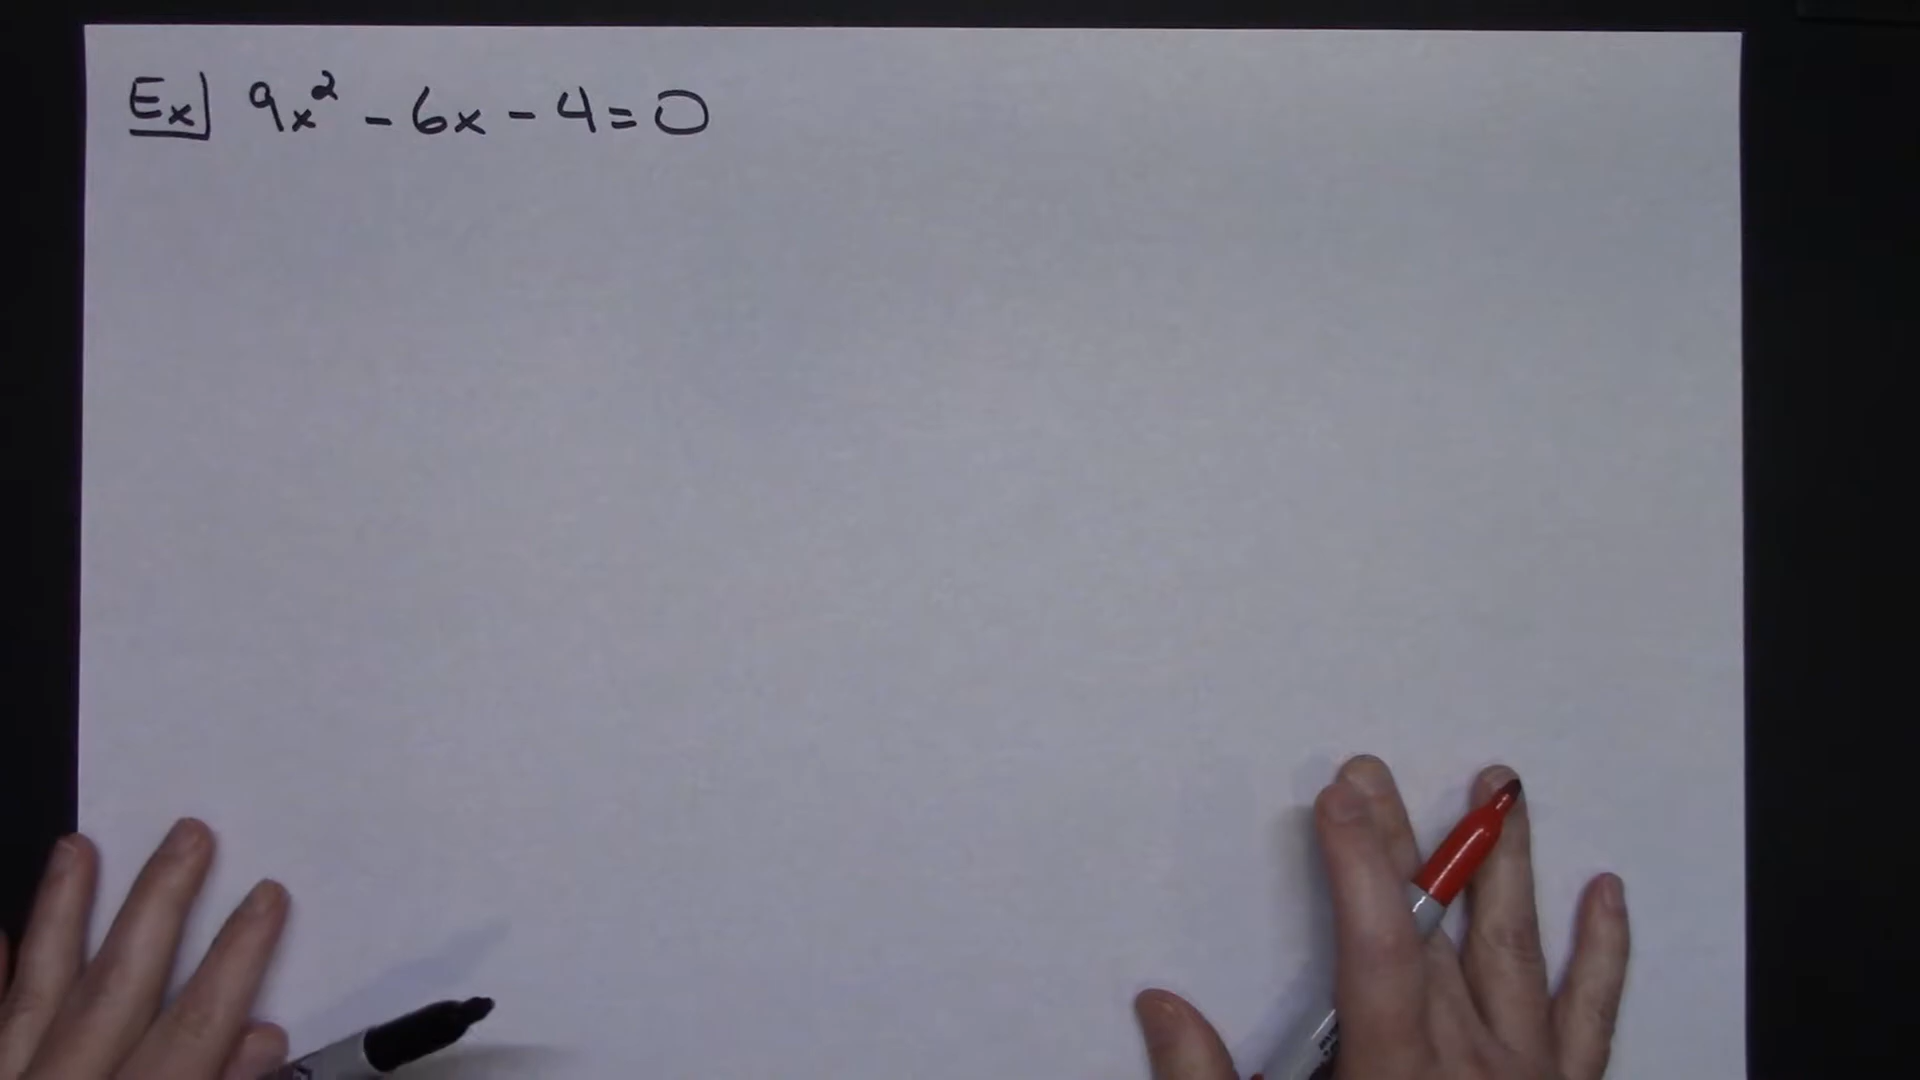 Ex] 9x² - 6x - 4 = 0